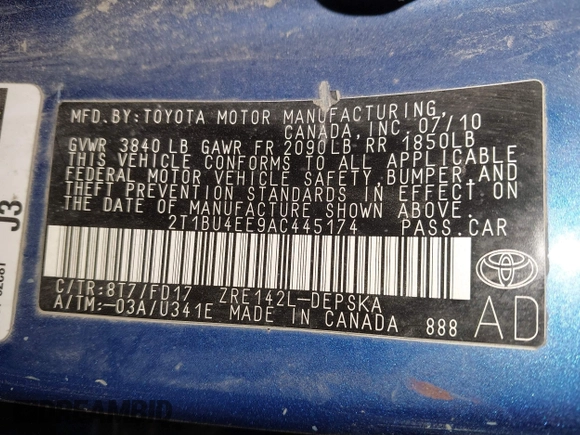 MFD.BY:TOYOTA MOTOR MANUFACTURING,
CANADA, INC. 07/10
GVWR 3840LB GAWR FR 2090LB RR 1850LB
THIS VEHICLE CONFORMS TO ALL APPLICABLE
FEDERAL MOTOR VEHICLE SAFETY, BUMPER, AND
THEFT PREVENTION STANDARDS IN EFFECT ON
THE DATE OF MANUFACTURE SHOWN ABOVE.
2T1BU4EE9AC445174 PASS.CAR
C/TR:8T7/FD17 ZRE142L-DEPSKA
A/TM:-03A/U341E MADE IN CANADA 888
AD
J3